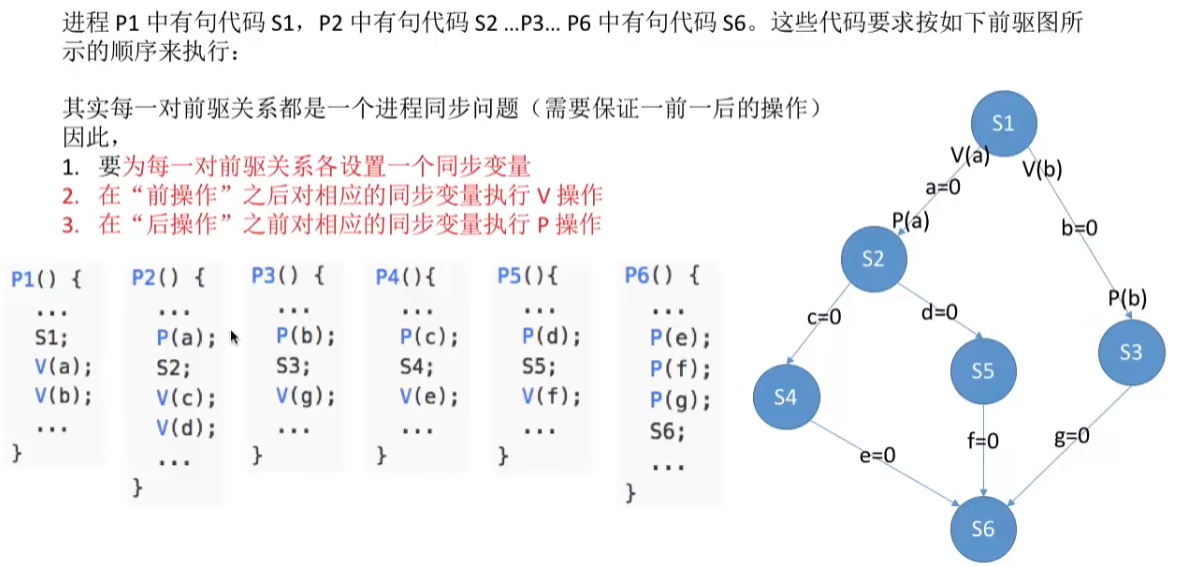 进程 P1 中有句代码 S1，P2 中有句代码 S2 ...P3... P6 中有句代码 S6。这些代码要求按如下前驱图所
示的顺序来执行：
其实每一对前驱关系都是一个进程同步问题（需要保证一前一后的操作）
因此，
1. 要为每一对前驱关系各设置一个同步变量
2. 在“前操作”之后对相应的同步变量执行 V 操作
3. 在“后操作”之前对相应的同步变量执行 P 操作
P1() {
...
S1;
V(a);
V(b);
...
}
P2() {
...
P(a);
S2;
V(c);
V(d);
...
}
P3() {
...
P(b);
S3;
V(g);
...
}
P4(){
...
P(c);
S4;
V(e);
...
}
P5(){
...
P(d);
S5;
V(f);
...
}
P6() {
...
P(e);
P(f);
P(g);
S6;
...
}
S1
V(a)
V(b)
a=0
P(a)
b=0
S2
P(b)
c=0
d=0
S3
S5
S4
f=0
g=0
e=0
S6